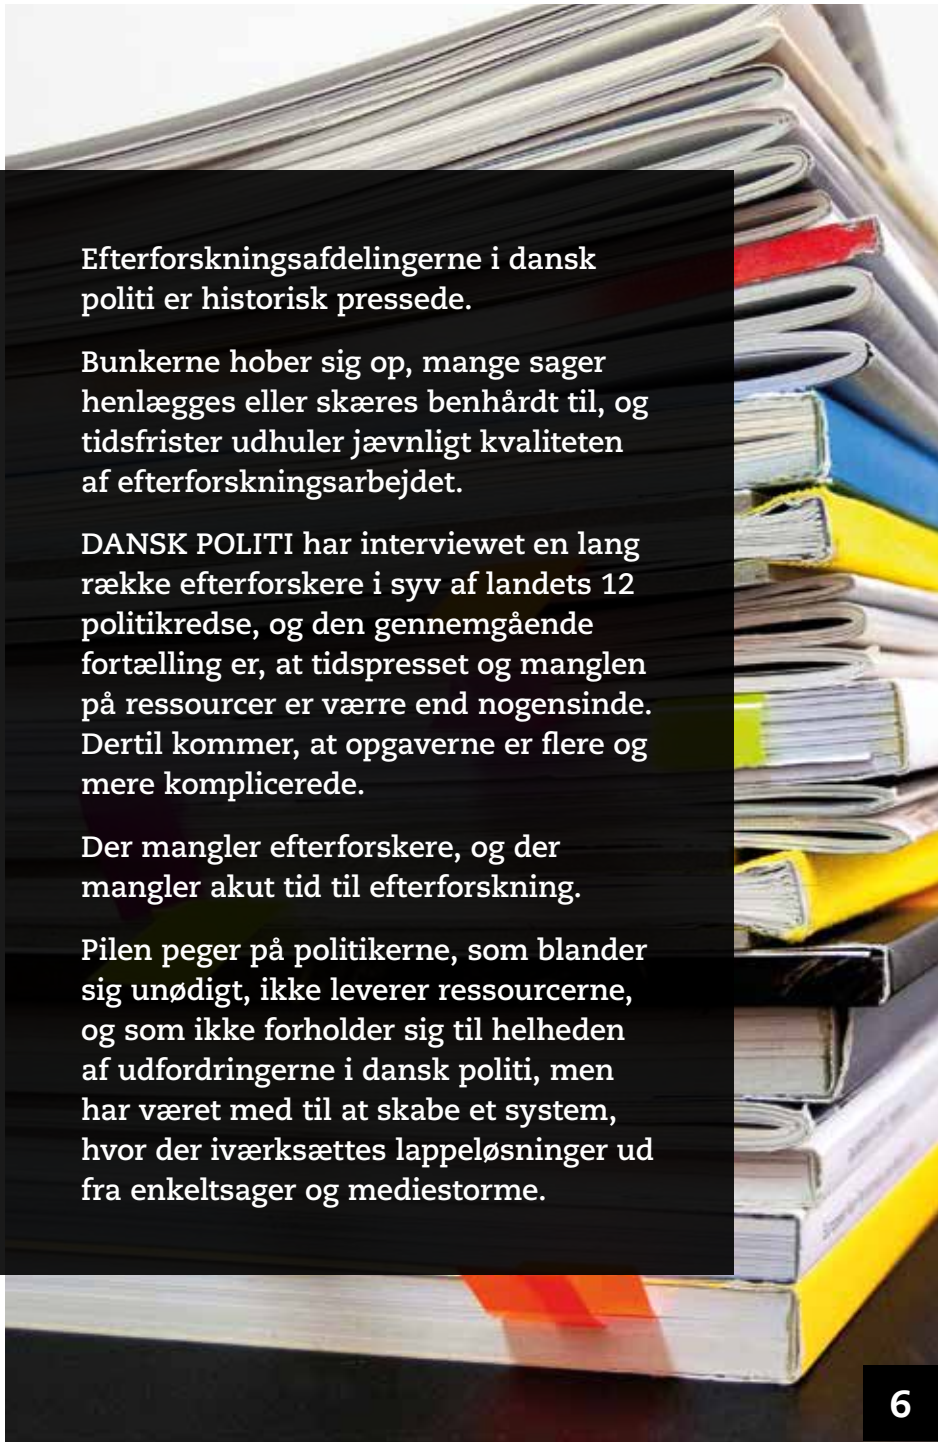 Efterforskningsafdelingerne i dansk
politi er historisk pressede.
Bunkerne hober sig op, mange sager
henlægges eller skæres benhårdt til, og
tidsfrister udhuler jævnligt kvaliteten
af efterforskningsarbejdet.
DANSK POLITI har interviewet en lang
række efterforskere i syv af landets 12
politikredse, og den gennemgående
fortælling er, at tidspresset og manglen
på ressourcer er værre end nogensinde.
Dertil kommer, at opgaverne er flere og
mere komplicerede.
Der mangler efterforskere, og der
mangler akut tid til efterforskning.
Pilen peger på politikerne, som blander
sig unødigt, ikke leverer ressourcerne,
og som ikke forholder sig til helheden
af udfordringerne i dansk politi, men
har været med til at skabe et system,
hvor der iværksættes lappeløsninger ud
fra enkeltsager og mediestorme.
6